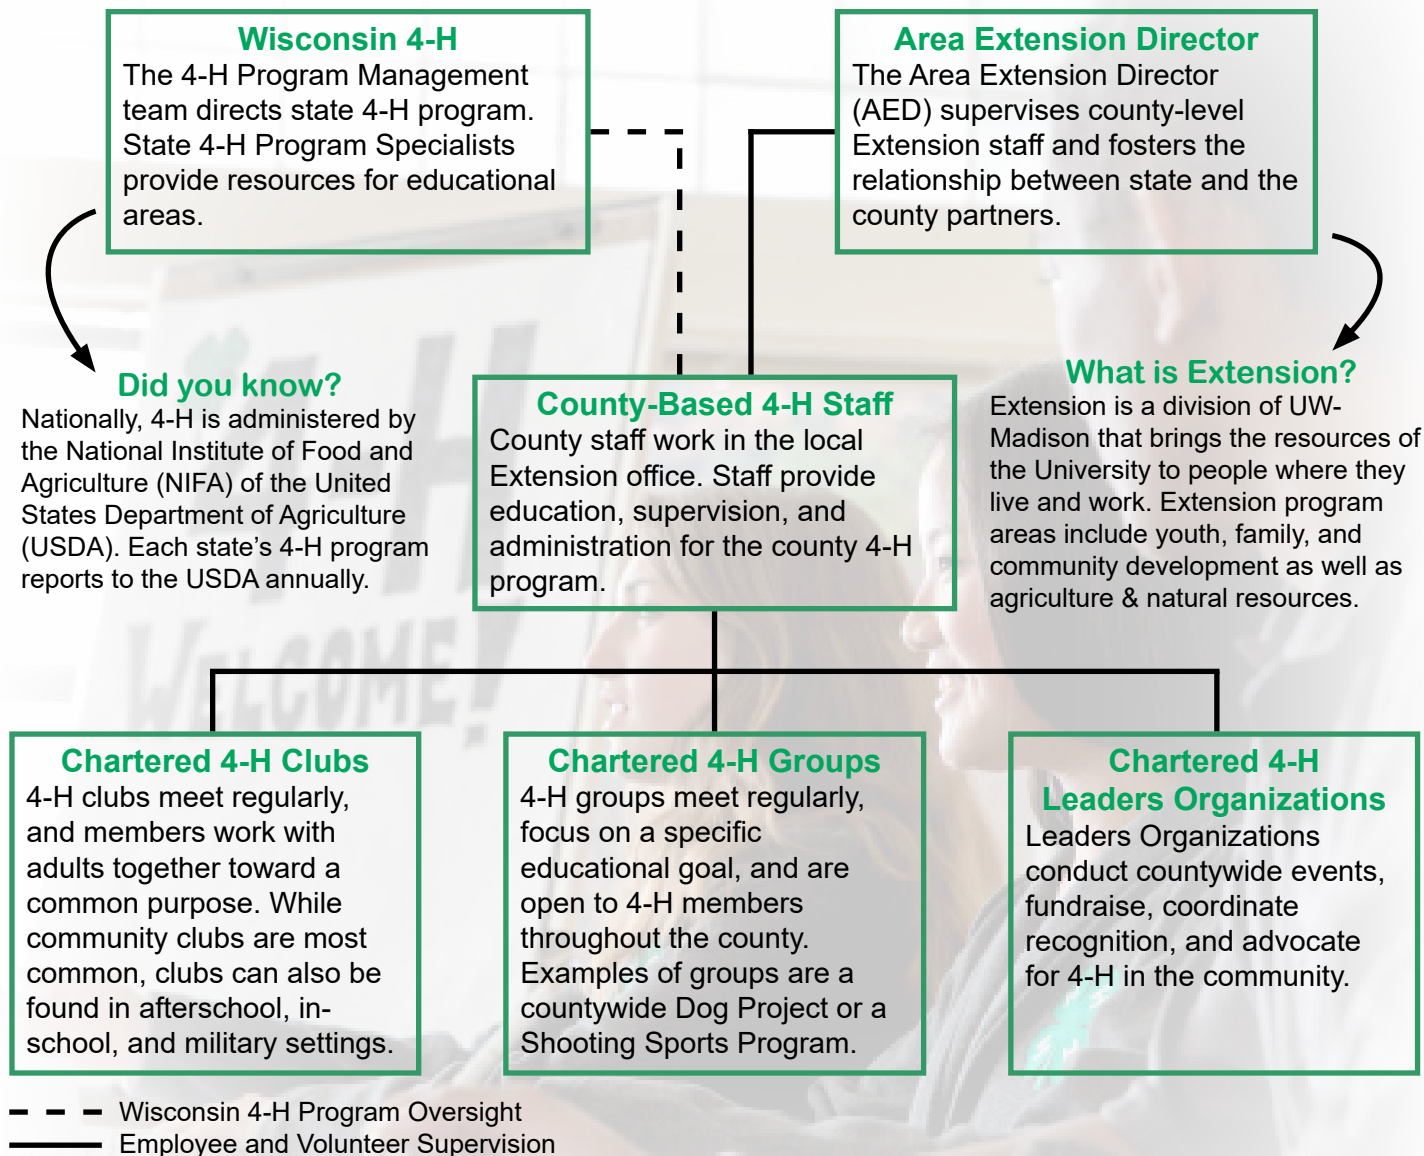 Wisconsin 4-H
The 4-H Program Management
team directs state 4-H program.
State 4-H Program Specialists
provide resources for educational
areas.
Area Extension Director
The Area Extension Director
(AED) supervises county-level
Extension staff and fosters the
relationship between state and the
county partners.
Did you know?
Nationally, 4-H is administered by
the National Institute of Food and
Agriculture (NIFA) of the United
States Department of Agriculture
(USDA). Each state’s 4-H program
reports to the USDA annually.
County-Based 4-H Staff
County staff work in the local
Extension office. Staff provide
education, supervision, and
administration for the county 4-H
program.
What is Extension?
Extension is a division of UW-
Madison that brings the resources of
the University to people where they
live and work. Extension program
areas include youth, family, and
community development as well as
agriculture & natural resources.
4-H
WELCOME!
Chartered 4-H Clubs
4-H clubs meet regularly,
and members work with
adults together toward a
common purpose. While
community clubs are most
common, clubs can also be
found in afterschool, in-
school, and military settings.
Chartered 4-H Groups
4-H groups meet regularly,
focus on a specific
educational goal, and are
open to 4-H members
throughout the county.
Examples of groups are a
countywide Dog Project or a
Shooting Sports Program.
Chartered 4-H
Leaders Organizations
Leaders Organizations
conduct countywide events,
fundraise, coordinate
recognition, and advocate
for 4-H in the community.
Wisconsin 4-H Program Oversight
Employee and Volunteer Supervision